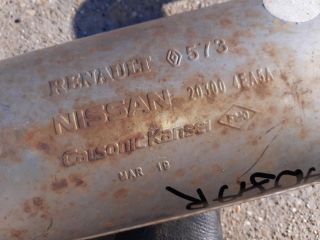 RENAULT 573
NISSAN 20300 4EA5A
CalsonicKansei
MAR 19